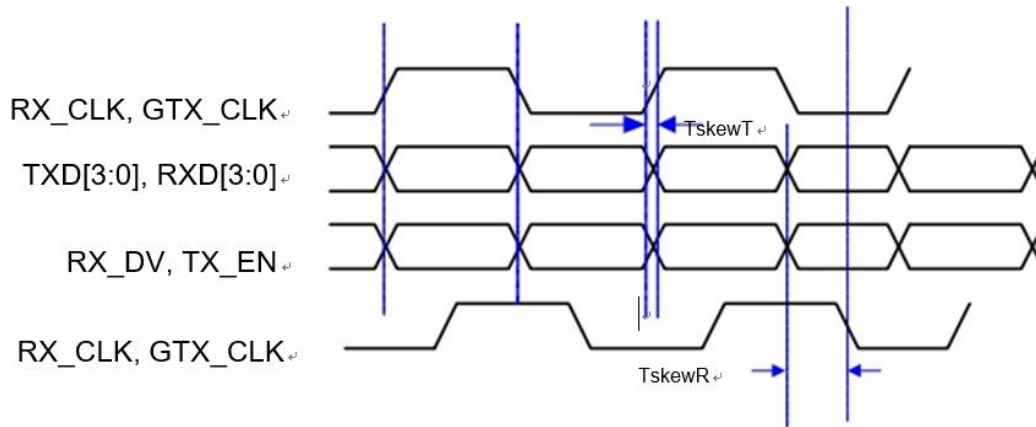 RX_CLK, GTX_CLK↵
TskewT↵
TXD[3:0], RXD[3:0]↵
RX_DV, TX_EN↵
RX_CLK, GTX_CLK↵
TskewR↵